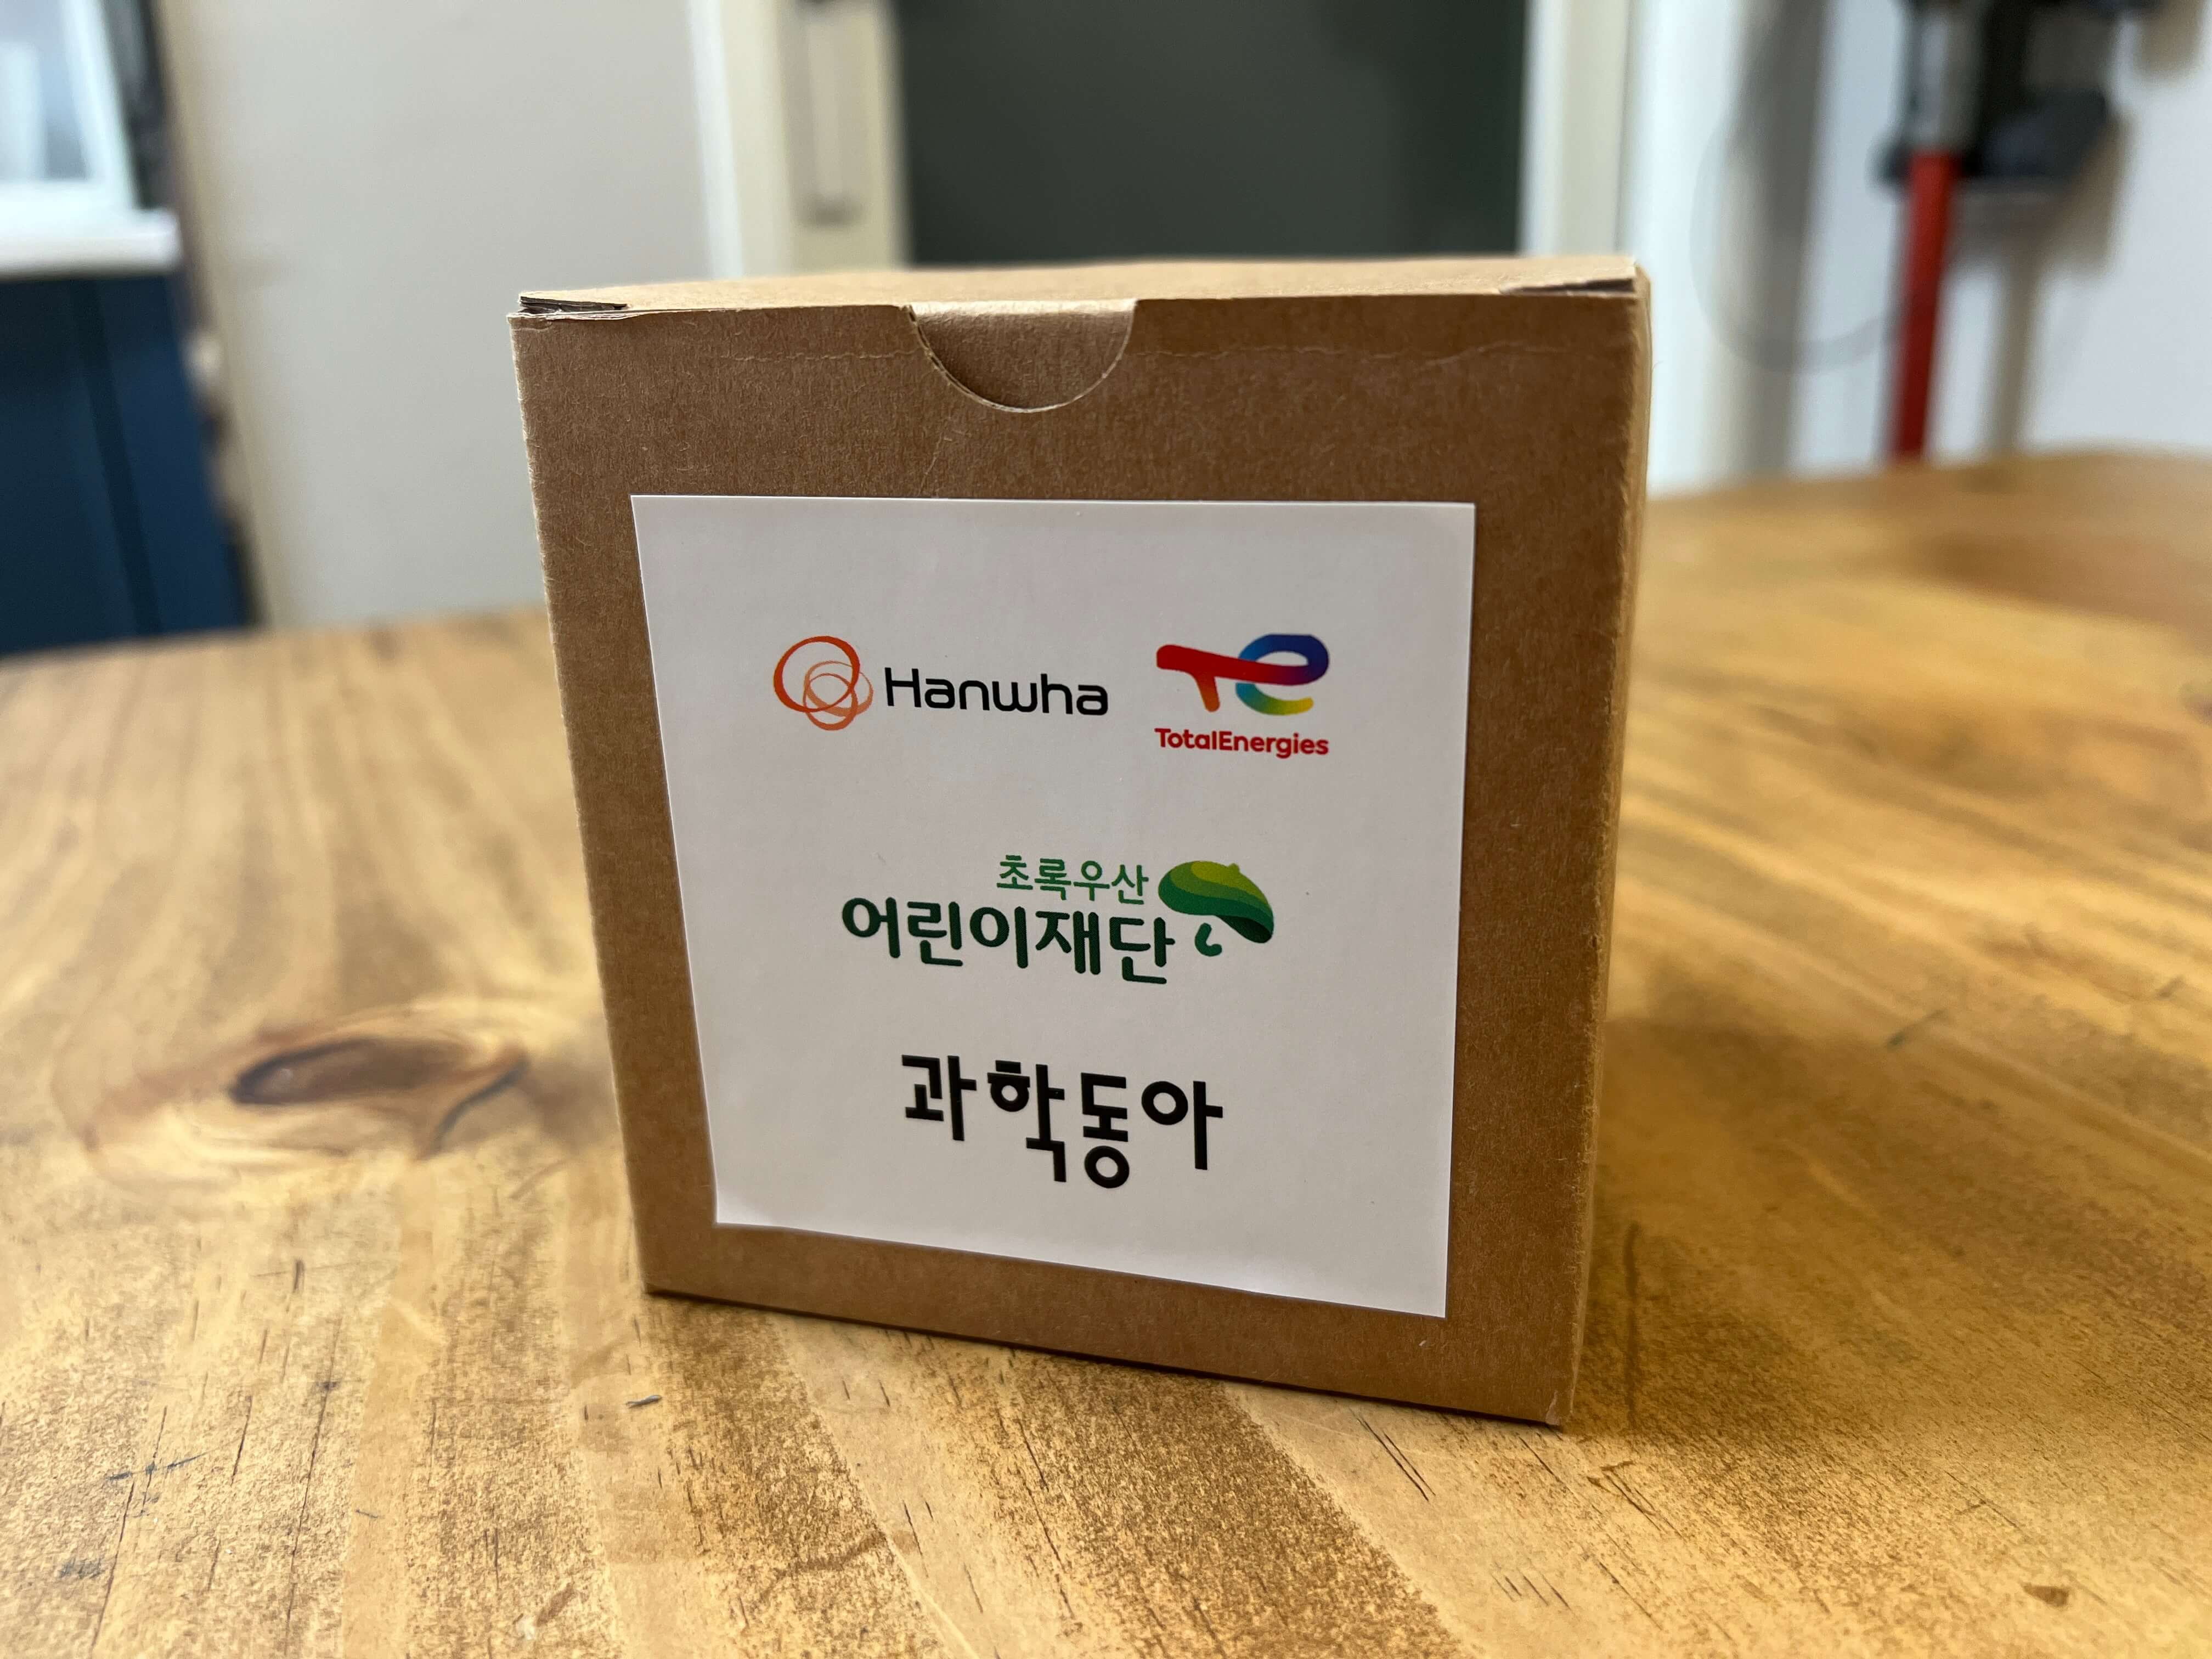 Hanwha
TotalEnergies
초록우산
어린이재단
과학동아